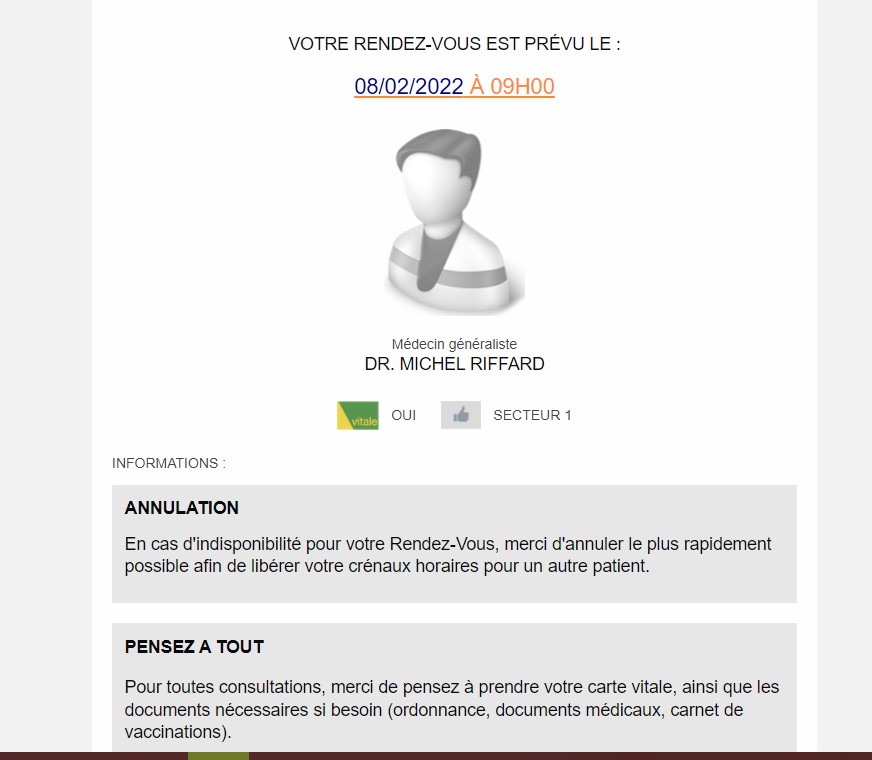 VOTRE RENDEZ-VOUS EST PRÉVU LE :
08/02/2022 À 09H00
Médecin généraliste
DR. MICHEL RIFFARD
vitale OUI SECTEUR 1
INFORMATIONS :
ANNULATION
En cas d'indisponibilité pour votre Rendez-Vous, merci d'annuler le plus rapidement
possible afin de libérer votre crénaux horaires pour un autre patient.
PENSEZ A TOUT
Pour toutes consultations, merci de pensez à prendre votre carte vitale, ainsi que les
documents nécessaires si besoin (ordonnance, documents médicaux, carnet de
vaccinations).